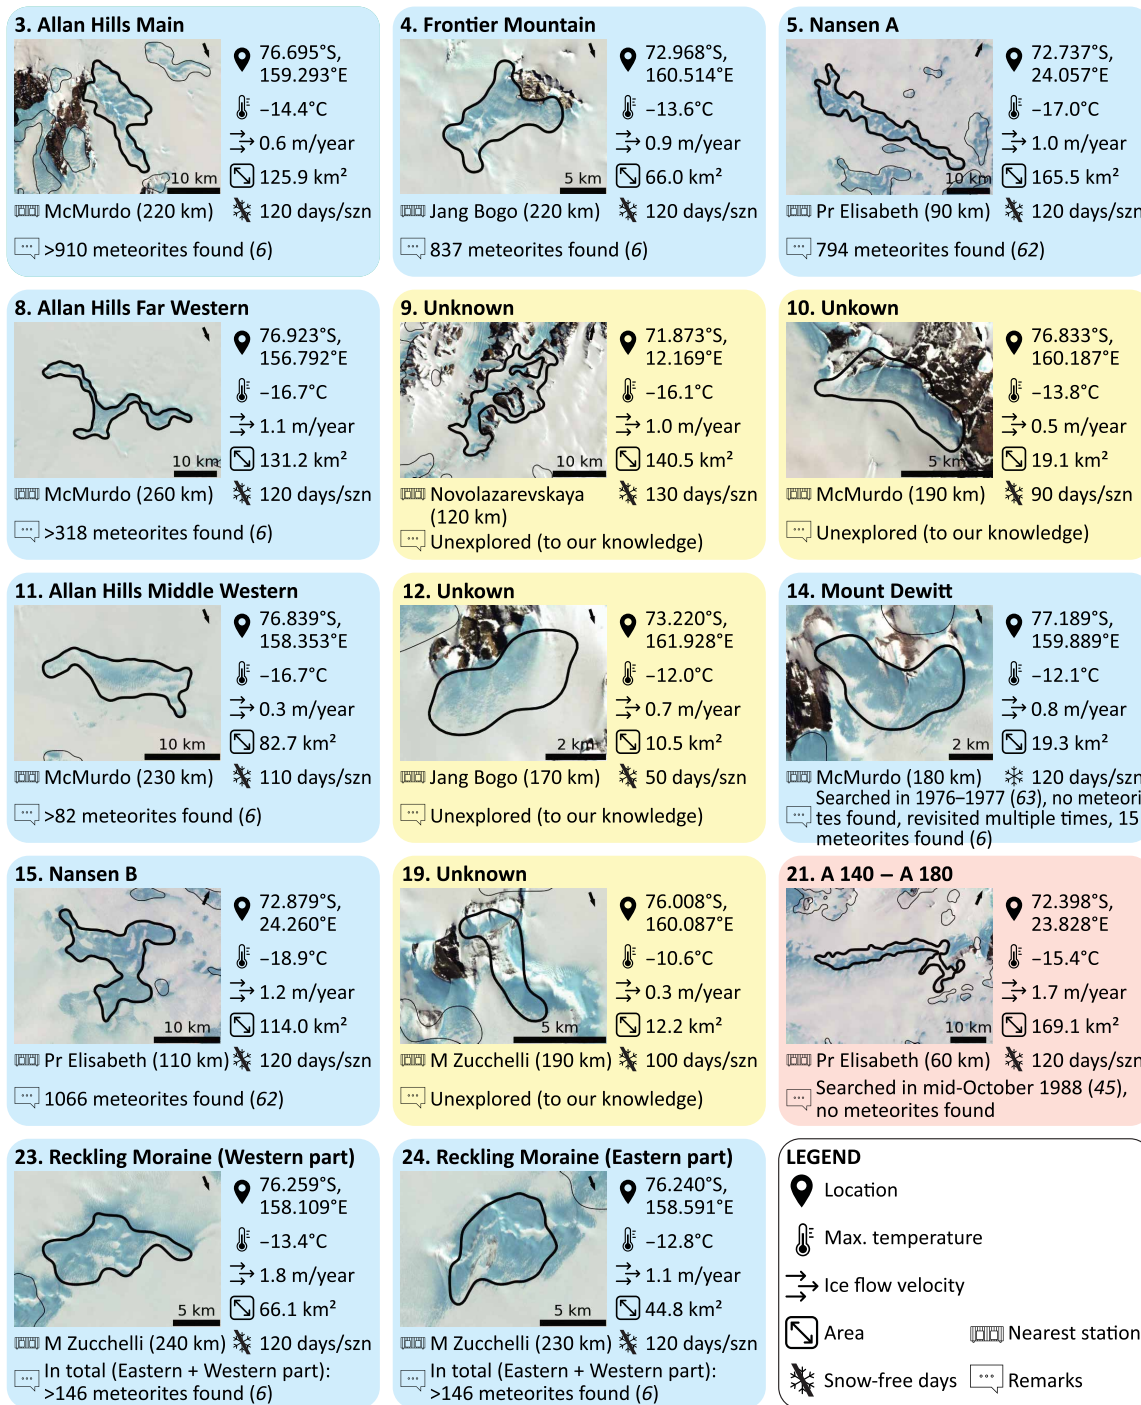 3. Allan Hills Main
76.695°S,
159.293°E
−14.4°C
0.6 m/year
125.9 km²
10 km
McMurdo (220 km)
120 days/szn
>910 meteorites found (6)
4. Frontier Mountain
72.968°S,
160.514°E
−13.6°C
0.9 m/year
66.0 km²
5 km
Jang Bogo (220 km)
120 days/szn
837 meteorites found (6)
5. Nansen A
72.737°S,
24.057°E
−17.0°C
1.0 m/year
165.5 km²
10 km
Pr Elisabeth (90 km)
120 days/szn
794 meteorites found (62)
8. Allan Hills Far Western
76.923°S,
156.792°E
−16.7°C
1.1 m/year
131.2 km²
10 km
McMurdo (260 km)
120 days/szn
>318 meteorites found (6)
9. Unknown
71.873°S,
12.169°E
−16.1°C
1.0 m/year
140.5 km²
10 km
Novolazarevskaya
(120 km)
130 days/szn
Unexplored (to our knowledge)
10. Unkown
76.833°S,
160.187°E
−13.8°C
0.5 m/year
19.1 km²
5 km
McMurdo (190 km)
90 days/szn
Unexplored (to our knowledge)
11. Allan Hills Middle Western
76.839°S,
158.353°E
−16.7°C
0.3 m/year
82.7 km²
10 km
McMurdo (230 km)
110 days/szn
>82 meteorites found (6)
12. Unkown
73.220°S,
161.928°E
−12.0°C
0.7 m/year
10.5 km²
2 km
Jang Bogo (170 km)
50 days/szn
Unexplored (to our knowledge)
14. Mount Dewitt
77.189°S,
159.889°E
−12.1°C
0.8 m/year
19.3 km²
2 km
McMurdo (180 km)
120 days/szn
Searched in 1976–1977 (63), no meteori
tes found, revisited multiple times, 15
meteorites found (6)
15. Nansen B
72.879°S,
24.260°E
−18.9°C
1.2 m/year
114.0 km²
10 km
Pr Elisabeth (110 km)
120 days/szn
1066 meteorites found (62)
19. Unknown
76.008°S,
160.087°E
−10.6°C
0.3 m/year
12.2 km²
5 km
M Zucchelli (190 km)
100 days/szn
Unexplored (to our knowledge)
21. A 140 − A 180
72.398°S,
23.828°E
−15.4°C
1.7 m/year
169.1 km²
10 km
Pr Elisabeth (60 km)
120 days/szn
Searched in mid-October 1988 (45),
no meteorites found
23. Reckling Moraine (Western part)
76.259°S,
158.109°E
−13.4°C
1.8 m/year
66.1 km²
5 km
M Zucchelli (240 km)
120 days/szn
In total (Eastern + Western part):
>146 meteorites found (6)
24. Reckling Moraine (Eastern part)
76.240°S,
158.591°E
−12.8°C
1.1 m/year
44.8 km²
5 km
M Zucchelli (230 km)
120 days/szn
In total (Eastern + Western part):
>146 meteorites found (6)
LEGEND
Location
Max. temperature
Ice flow velocity
Area
Nearest station
Snow-free days
Remarks